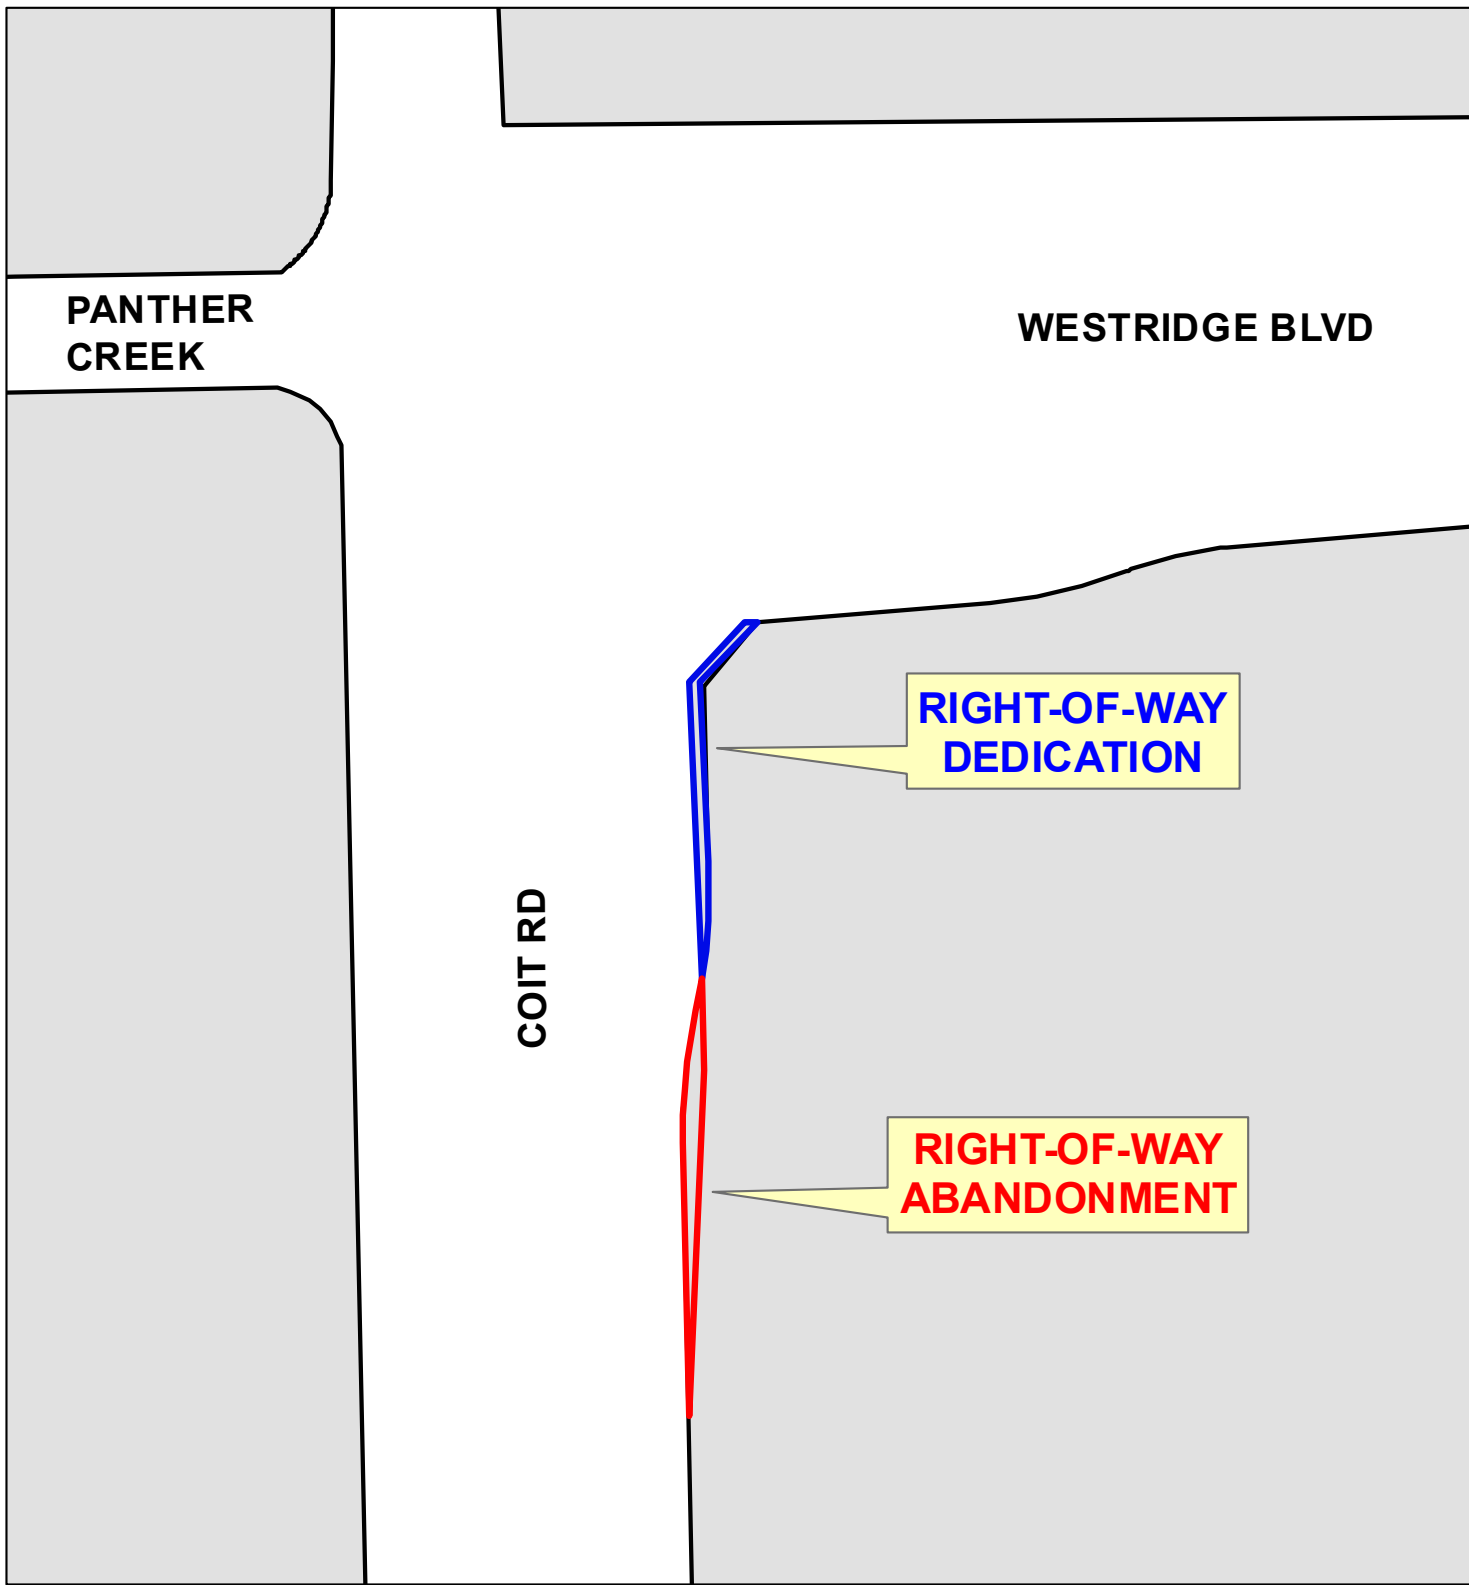 PANTHER
CREEK
WESTRIDGE BLVD
RIGHT-OF-WAY
DEDICATION
COIT RD
RIGHT-OF-WAY
ABANDONMENT